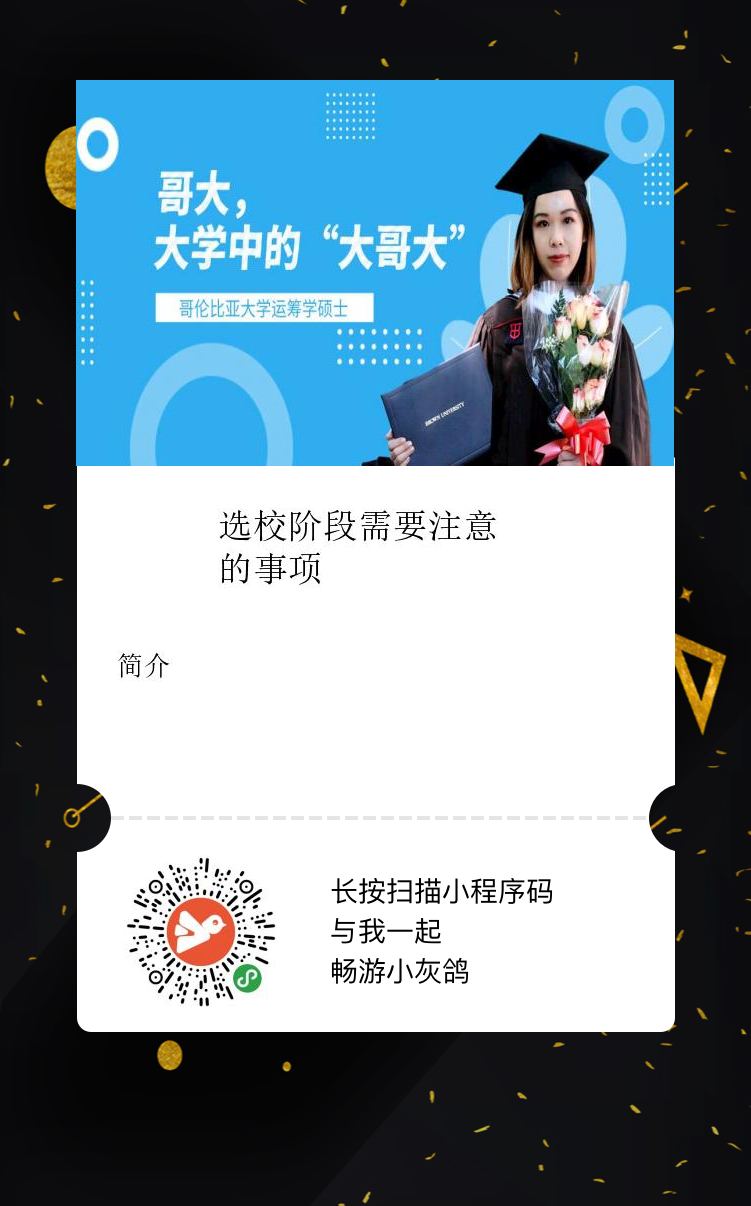 哥大，
大学中的“大哥大”
哥伦比亚大学运筹学硕士
BROWN UNIVERSITY
选校阶段需要注意
的事项
简介
长按扫描小程序码
与我一起
畅游小灰鸽